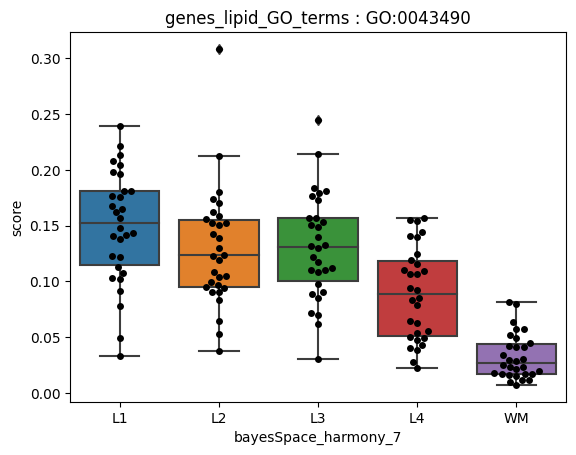 genes_lipid_GO_terms : GO:0043490
0.30
0.25
0.20
0.15
0.10
0.05
0.00
score
L1 L2 L3 L4 WM
bayesSpace_harmony_7